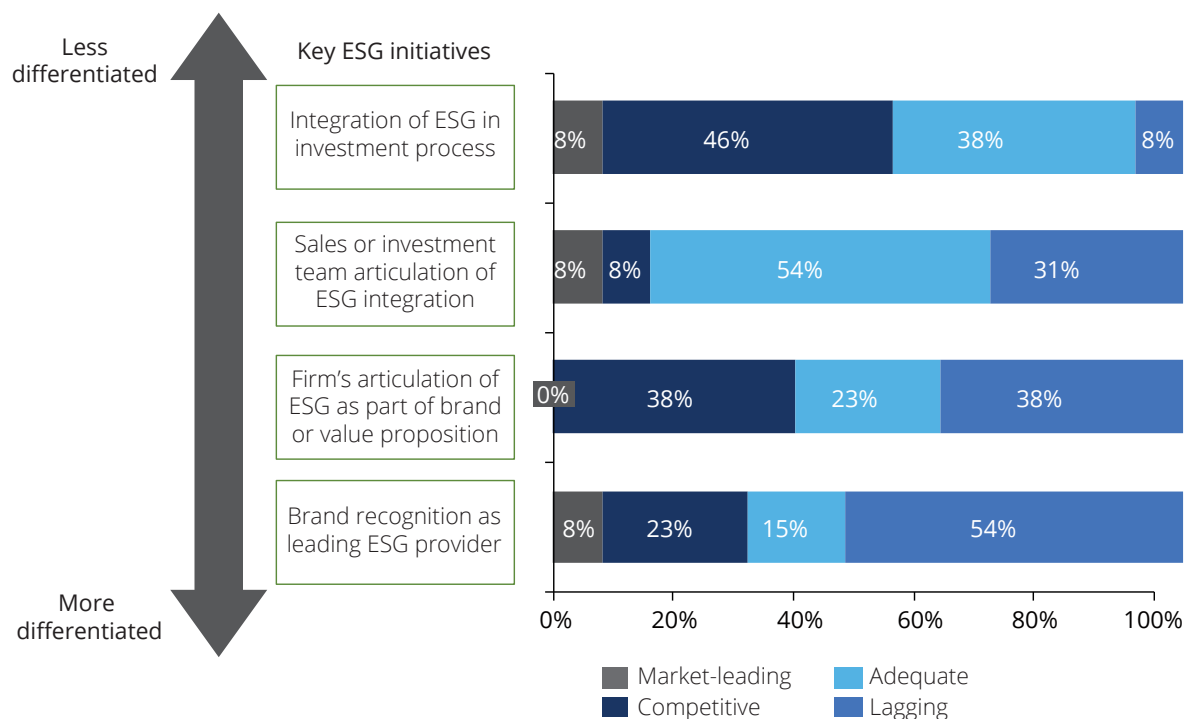 Less
differentiated
Key ESG initiatives
Integration of ESG in
investment process
8%
46%
38%
8%
Sales or investment
team articulation of
ESG integration
8%
8%
54%
31%
Firm’s articulation of
ESG as part of brand
or value proposition
0%
38%
23%
38%
Brand recognition as
leading ESG provider
8%
23%
15%
54%
More
differentiated
0%
20%
40%
60%
80%
100%
Market-leading
Adequate
Competitive
Lagging